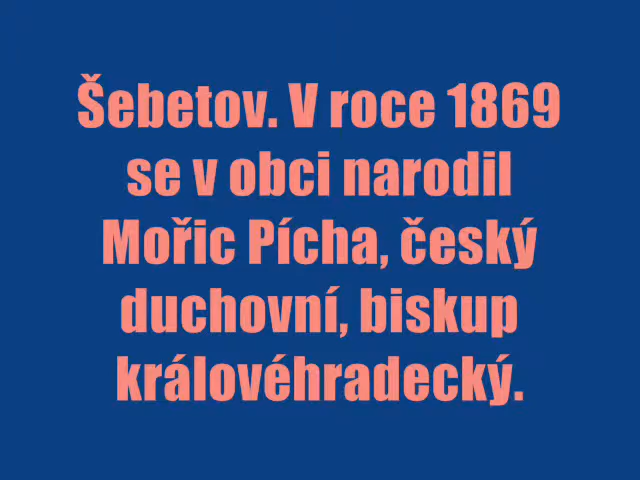 Šebetov. V roce 1869
se v obci narodil
Mořic Pícha, český
duchovní, biskup
královéhradecký.